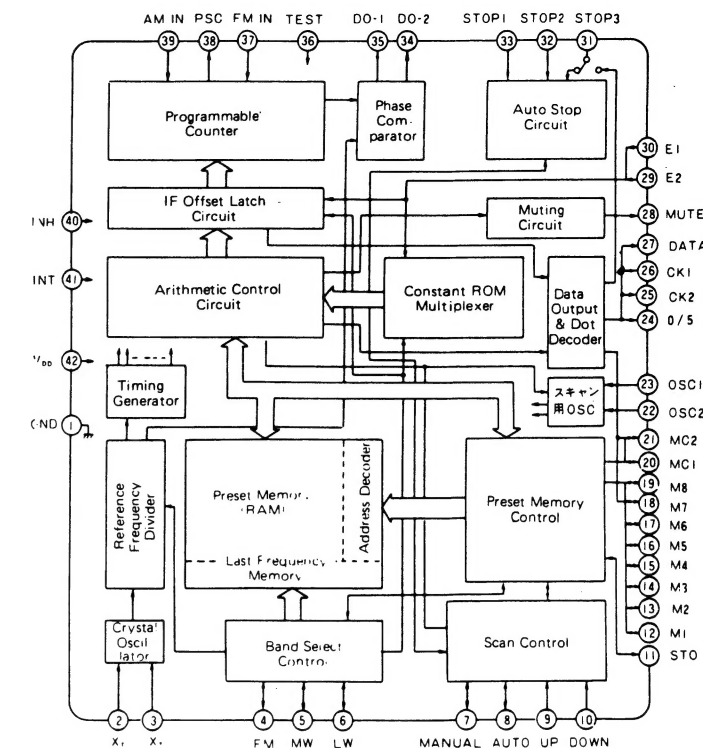 AM IN PSC FM IN TEST DO-1 DO-2 STOP1 STOP2 STOP3
39 38 37 36 35 34 33 32 31
Programmable
Counter
Phase
Com-
parator
Auto Stop
Circuit
30 E1
29 E2
IF Offset Latch
Circuit
Muting
Circuit
28 MUTE
40
27 DATA
26 CK1
25 CK2
24 0/5
INT 41
Arithmetic Control
Circuit
Constant ROM
Multiplexer
Data
Output
& Dot
Decoder
42
Timing
Generator
スキャン
用OSC
23 OSC1
22 OSC2
1
21 MC2
20 MC1
19 M8
18 M7
17 M6
16 M5
15 M4
14 M3
13 M2
12 M1
11 STO
Reference
Frequency
Divider
Preset Memory
(RAM)
Address Decoder
Last Frequency
Memory
Preset Memory
Control
Crystal
Oscil
lator
Band Select
Control
Scan Control
2 3 4 5 6 7 8 9 10
FM MW LW MANUAL AUTO UP DOWN